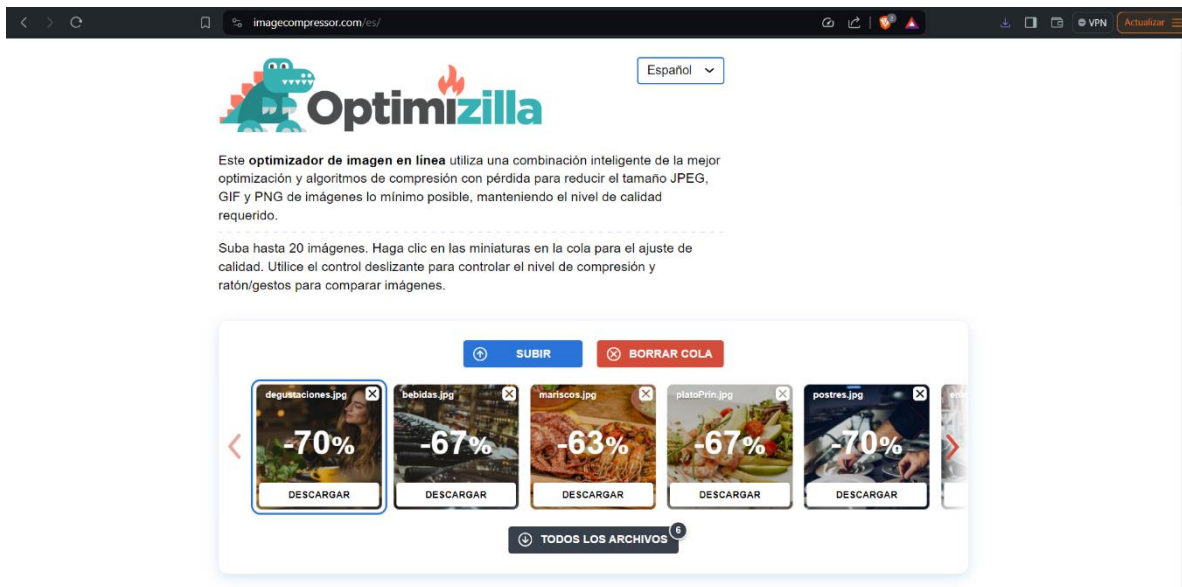 imagecompressor.com/es/
VPN
Actualizar
Español
Optimizilla
Este optimizador de imagen en línea utiliza una combinación inteligente de la mejor
optimización y algoritmos de compresión con pérdida para reducir el tamaño JPEG,
GIF y PNG de imágenes lo mínimo posible, manteniendo el nivel de calidad
requerido.
Suba hasta 20 imágenes. Haga clic en las miniaturas en la cola para el ajuste de
calidad. Utilice el control deslizante para controlar el nivel de compresión y
ratón/gestos para comparar imágenes.
SUBIR
BORRAR COLA
degustaciones.jpg
bebidas.jpg
mariscos.jpg
platoPrin.jpg
postres.jpg
-70%
-67%
-63%
-67%
-70%
DESCARGAR
DESCARGAR
DESCARGAR
DESCARGAR
DESCARGAR
TODOS LOS ARCHIVOS
6